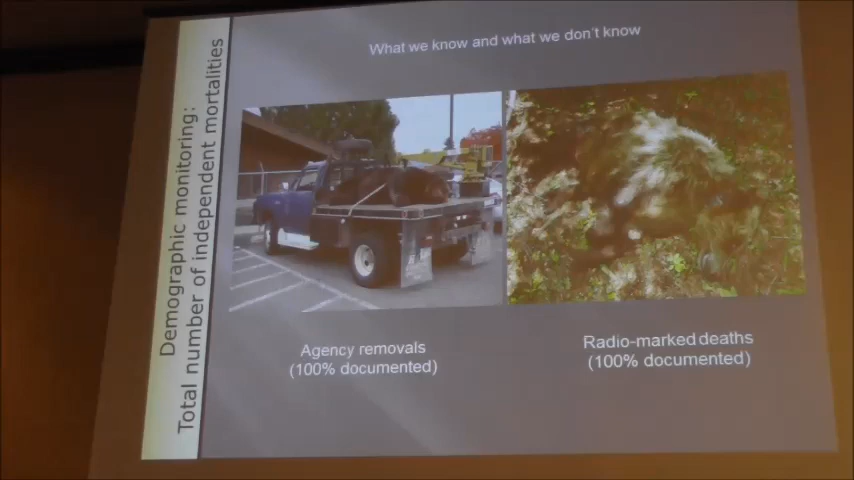 Demographic monitoring:
Total number of independent mortalities
What we know and what we don't know
Agency removals
(100% documented)
Radio-marked deaths
(100% documented)